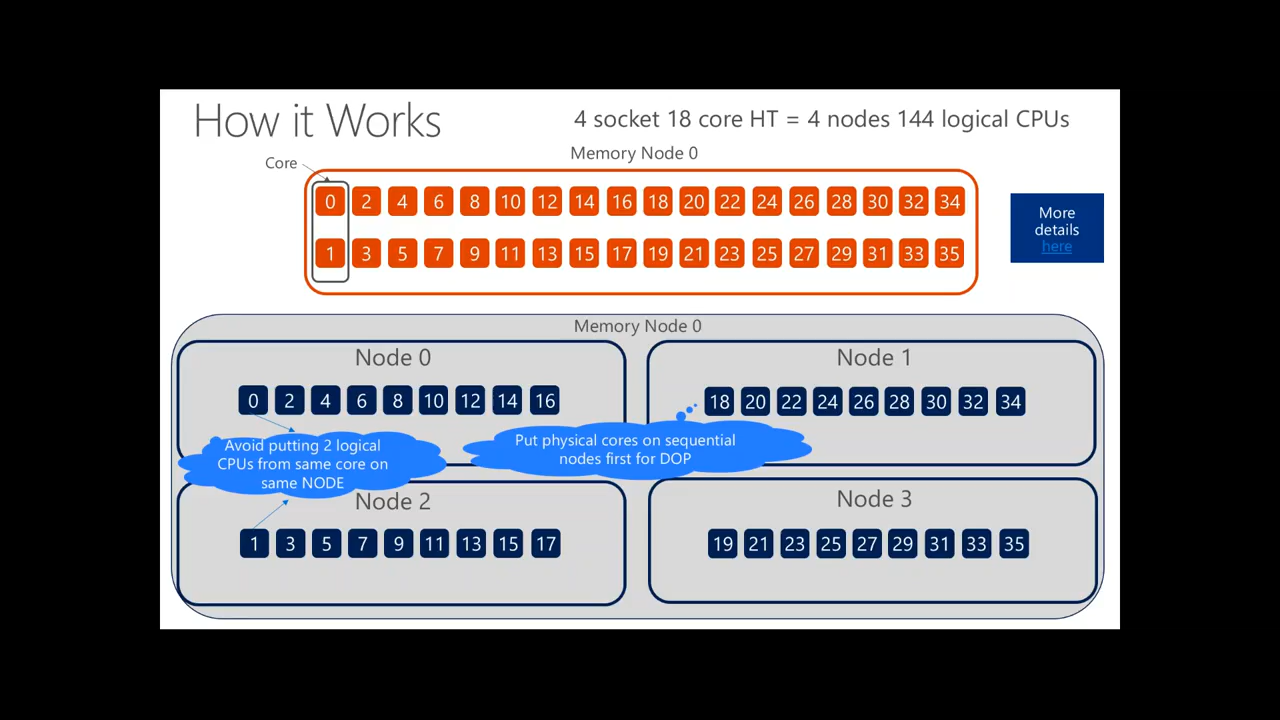 How it Works
4 socket 18 core HT = 4 nodes 144 logical CPUs
Memory Node 0
Core
0 2 4 6 8 10 12 14 16 18 20 22 24 26 28 30 32 34
1 3 5 7 9 11 13 15 17 19 21 23 25 27 29 31 33 35
More
details
here
Memory Node 0
Node 0
0 2 4 6 8 10 12 14 16
Node 1
18 20 22 24 26 28 30 32 34
Avoid putting 2 logical
CPUs from same core on
same NODE
Put physical cores on sequential
nodes first for DOP
Node 2
1 3 5 7 9 11 13 15 17
Node 3
19 21 23 25 27 29 31 33 35